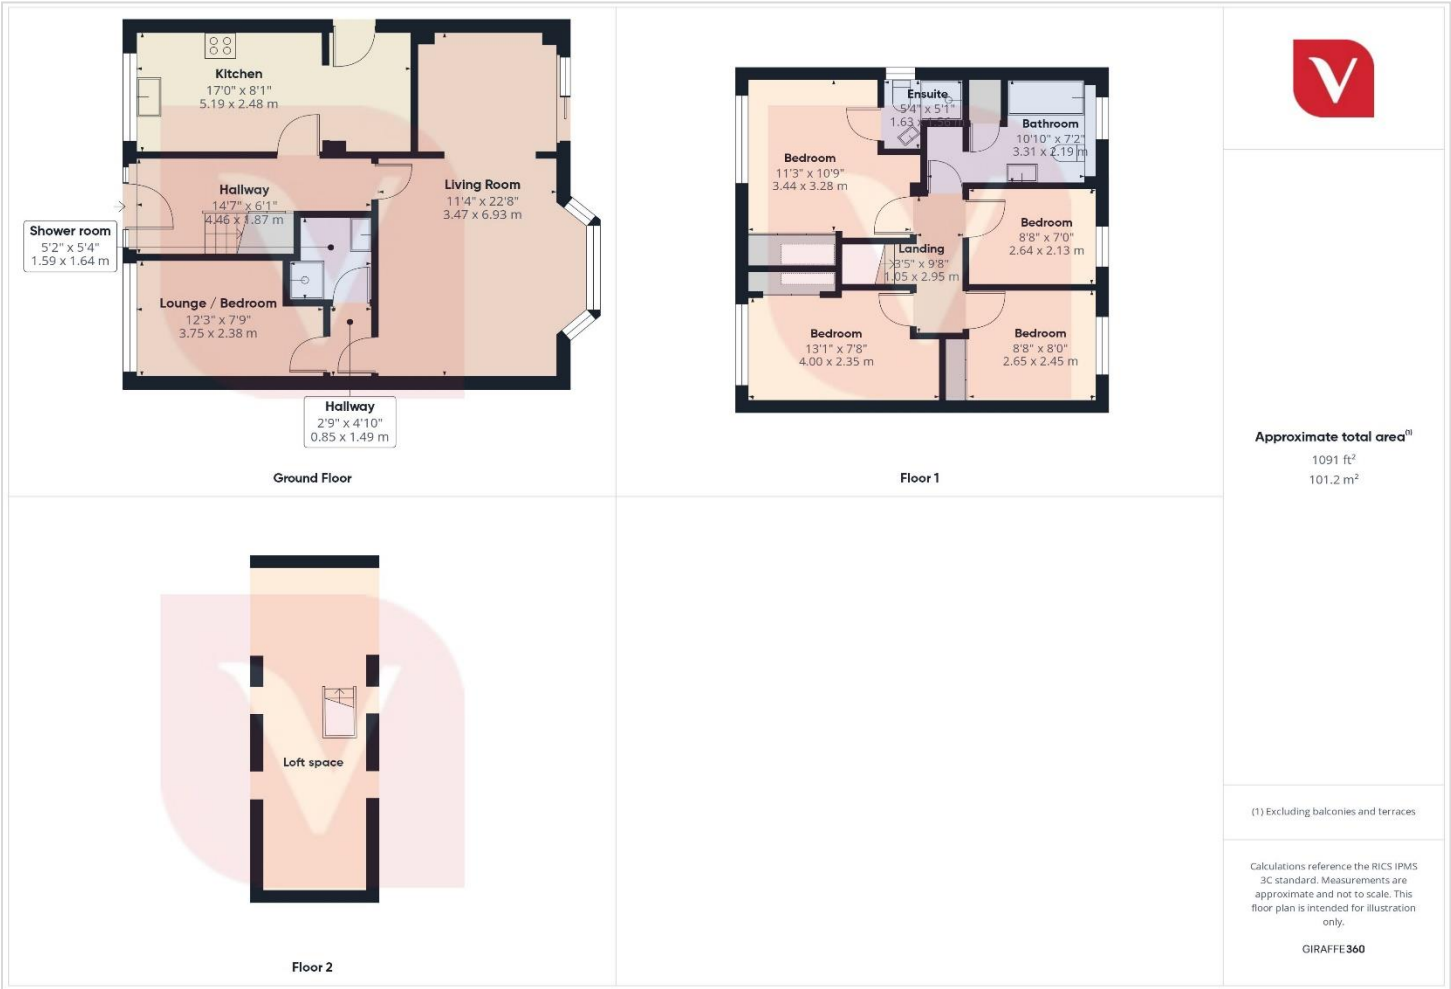 Kitchen
17'0" x 8'1"
5.19 x 2.48 m
Hallway
14'7" x 6'1"
4.46 x 1.87 m
Living Room
11'4" x 22'8"
3.47 x 6.93 m
Shower room
5'2" x 5'4"
1.59 x 1.64 m
Lounge / Bedroom
12'3" x 7'9"
3.75 x 2.38 m
Hallway
2'9" x 4'10"
0.85 x 1.49 m
Ground Floor
Ensuite
5'4" x 5'1"
1.63 x
Bathroom
10'10" x 7'2"
3.31 x 2.19 m
Bedroom
11'3" x 10'9"
3.44 x 3.28 m
Bedroom
8'8" x 7'0"
2.64 x 2.13 m
Landing
3'5" x 9'8"
1.05 x 2.95 m
Bedroom
13'1" x 7'8"
4.00 x 2.35 m
Bedroom
8'8" x 8'0"
2.65 x 2.45 m
Floor 1
Loft space
Floor 2
V
Approximate total area(1)
1091 ft²
101.2 m²
(1) Excluding balconies and terraces
Calculations reference the RICS IPMS
3C standard. Measurements are
approximate and not to scale. This
floor plan is intended for illustration
only.
GIRAFFE360